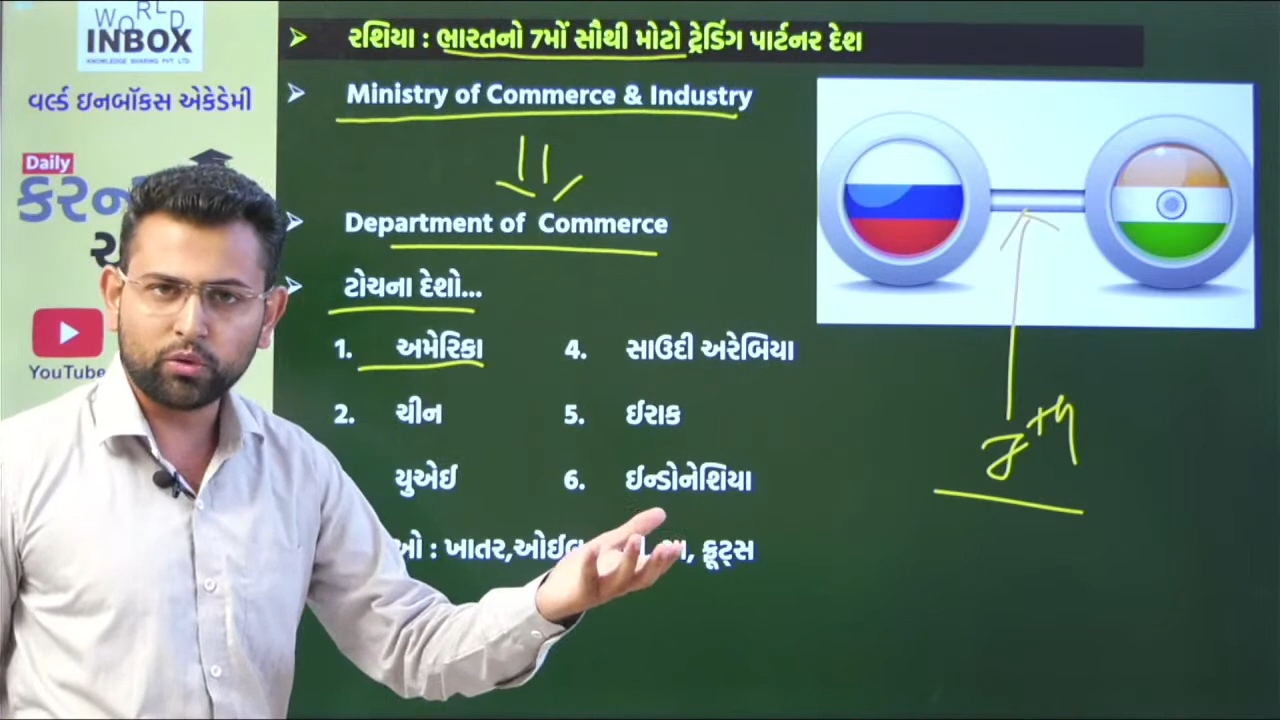 WORLD
INBOX
KNOWLEDGE SHARING PVT LTD
વર્લ્ડ ઇનબૉક્સ એકેડેમી
Daily
YouTube
રશિયા : ભારતનો 7મોં સૌથી મોટો ટ્રેડિંગ પાર્ટનર દેશ
Ministry of Commerce & Industry
Department of Commerce
ટોચના દેશો...
1. અમેરિકા 4. સાઉદી અરેબિયા
2. ચીન 5. ઈરાક
યુએઈ 6. ઈન્ડોનેશિયા
: ખાતર,ઓઈલ ફ્રૂટ્સ
7th